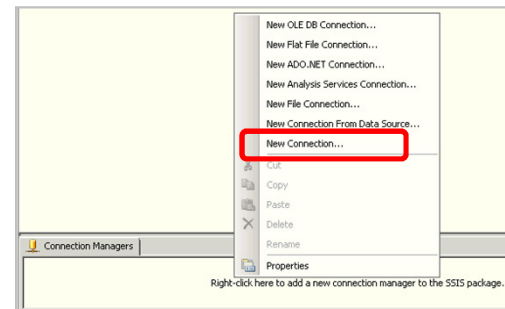 New OLE DB Connection...
New Flat File Connection...
New ADO.NET Connection...
New Analysis Services Connection...
New File Connection...
New Connection From Data Source...
New Connection...
Cut
Copy
Paste
Delete
Rename
Connection Managers
Properties
Right-click here to add a new connection manager to the SSIS package.